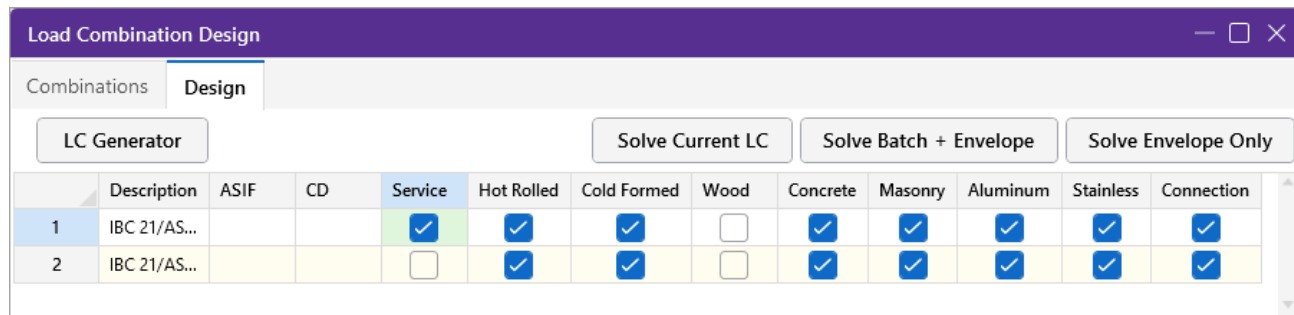 Load Combination Design
Combinations Design
LC Generator Solve Current LC Solve Batch + Envelope Solve Envelope Only
Description ASIF CD Service Hot Rolled Cold Formed Wood Concrete Masonry Aluminum Stainless Connection
1 IBC 21/AS...
2 IBC 21/AS...